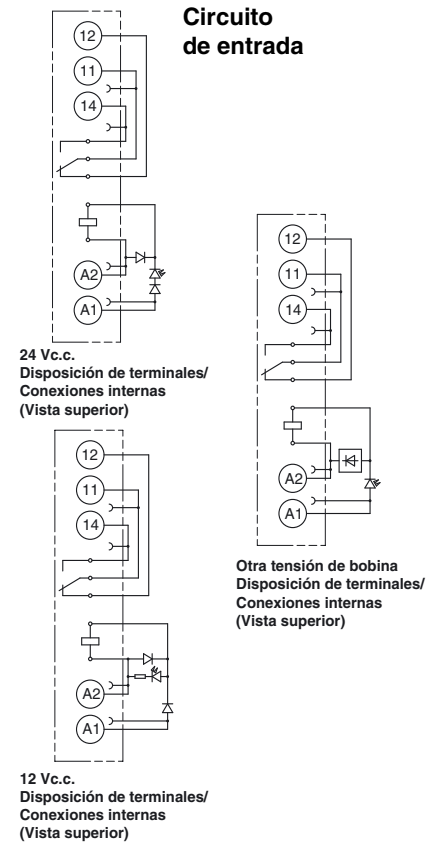 Circuito
de entrada
12
11
14
A2
A1
24 Vc.c.
Disposición de terminales/
Conexiones internas
(Vista superior)
12
11
14
A2
A1
Otra tensión de bobina
Disposición de terminales/
Conexiones internas
(Vista superior)
12
11
14
A2
A1
12 Vc.c.
Disposición de terminales/
Conexiones internas
(Vista superior)